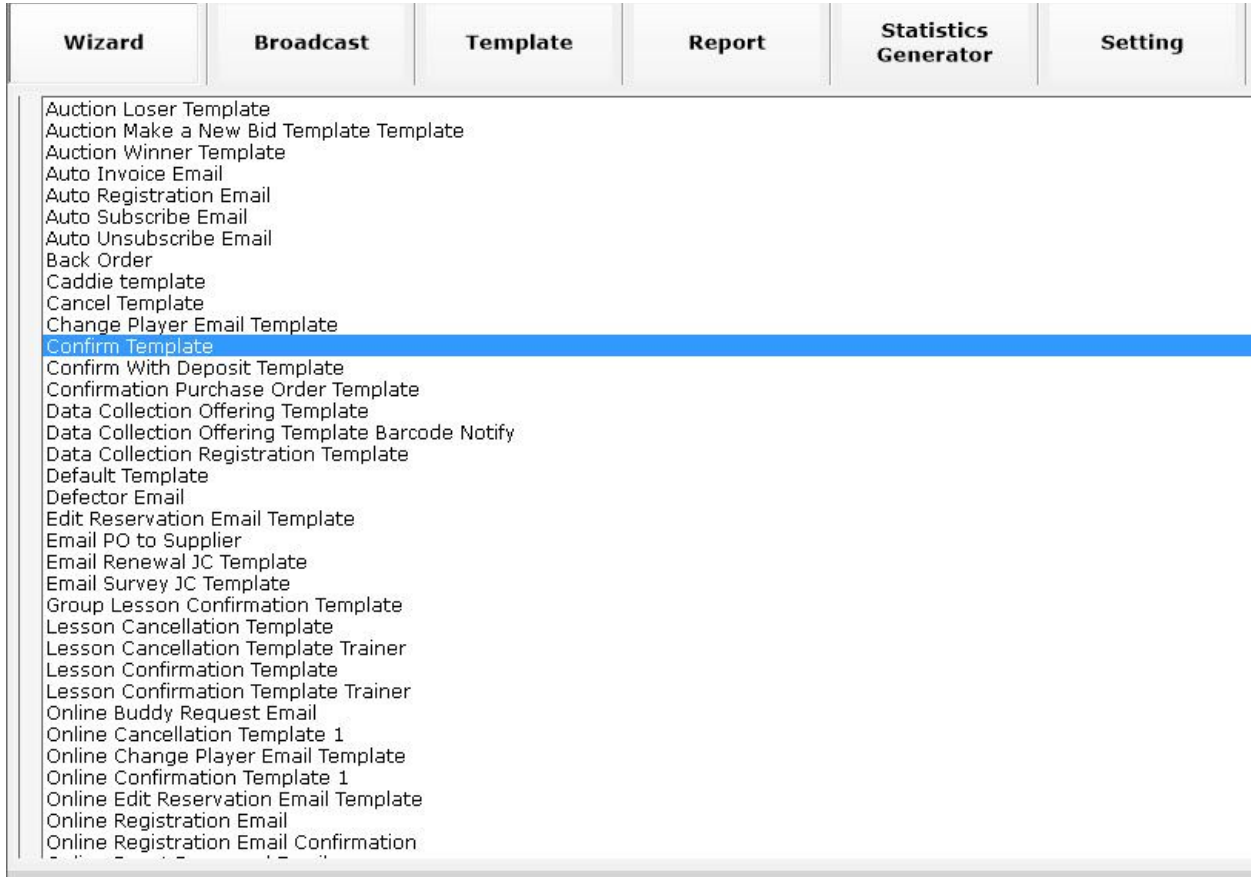 Wizard
Broadcast
Template
Report
Statistics
Generator
Setting
Auction Loser Template
Auction Make a New Bid Template Template
Auction Winner Template
Auto Invoice Email
Auto Registration Email
Auto Subscribe Email
Auto Unsubscribe Email
Back Order
Caddie template
Cancel Template
Change Player Email Template
Confirm Template
Confirm With Deposit Template
Confirmation Purchase Order Template
Data Collection Offering Template
Data Collection Offering Template Barcode Notify
Data Collection Registration Template
Default Template
Defector Email
Edit Reservation Email Template
Email PO to Supplier
Email Renewal JC Template
Email Survey JC Template
Group Lesson Confirmation Template
Lesson Cancellation Template
Lesson Cancellation Template Trainer
Lesson Confirmation Template
Lesson Confirmation Template Trainer
Online Buddy Request Email
Online Cancellation Template 1
Online Change Player Email Template
Online Confirmation Template 1
Online Edit Reservation Email Template
Online Registration Email
Online Registration Email Confirmation